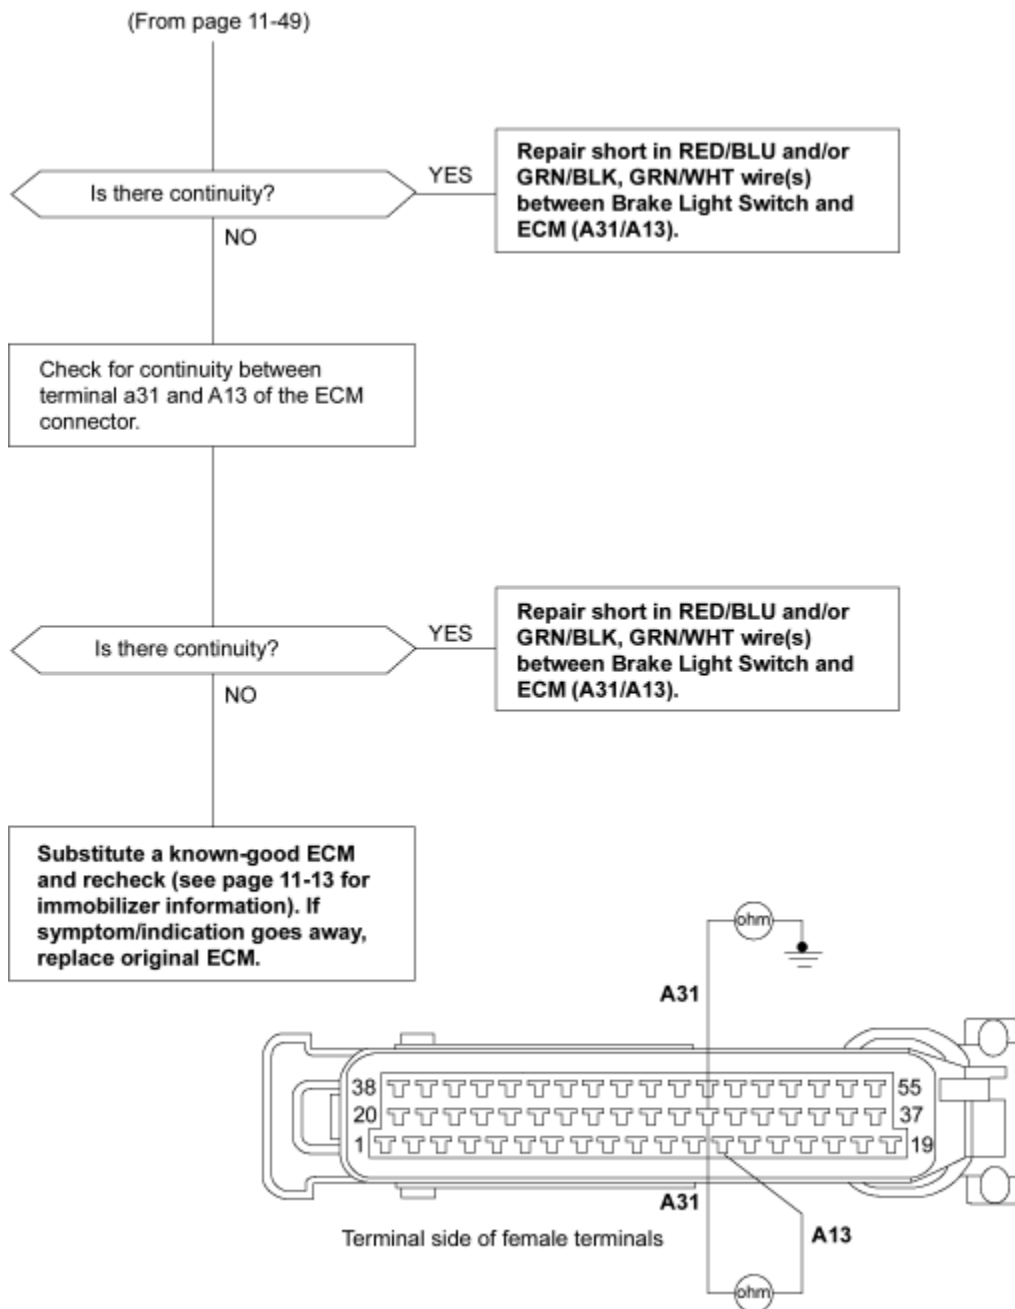 (From page 11-49)
Is there continuity?
YES
Repair short in RED/BLU and/or
GRN/BLK, GRN/WHT wire(s)
between Brake Light Switch and
ECM (A31/A13).
NO
Check for continuity between
terminal a31 and A13 of the ECM
connector.
Is there continuity?
YES
Repair short in RED/BLU and/or
GRN/BLK, GRN/WHT wire(s)
between Brake Light Switch and
ECM (A31/A13).
NO
Substitute a known-good ECM
and recheck (see page 11-13 for
immobilizer information). If
symptom/indication goes away,
replace original ECM.
ohm
A31
38 55
20 37
1 19
A31
A13
Terminal side of female terminals
ohm